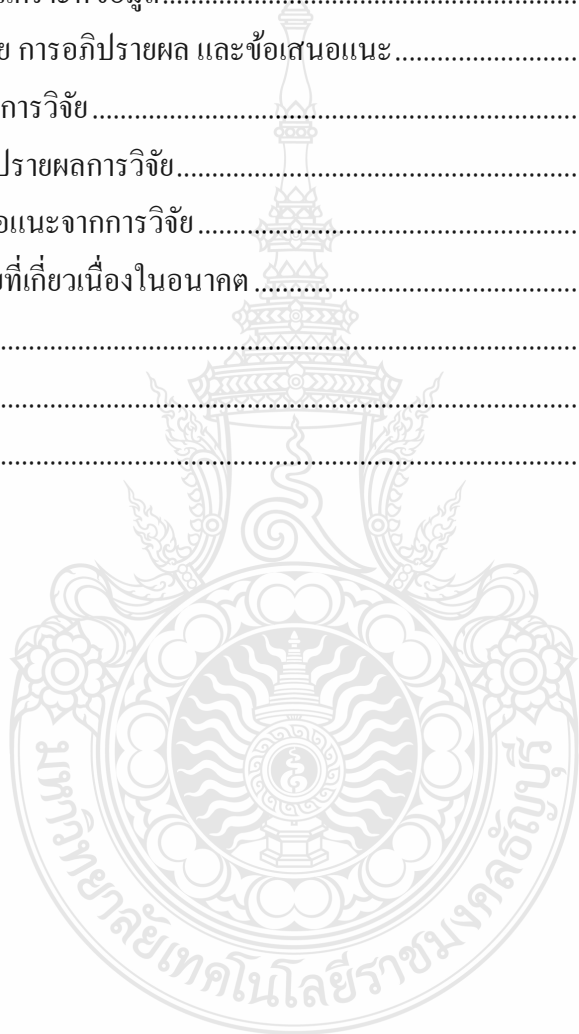 ย การอภิปรายผล และข้อเสนอแนะ........................................
การวิจัย........................................
ปรายผลการวิจัย........................................
อแนะจากการวิจัย........................................
ที่เกี่ยวเนื่องในอนาคต........................................
........................................
........................................
........................................
มหาวิทยาลัยเทคโนโลยีราชมงคลธัญบุรี